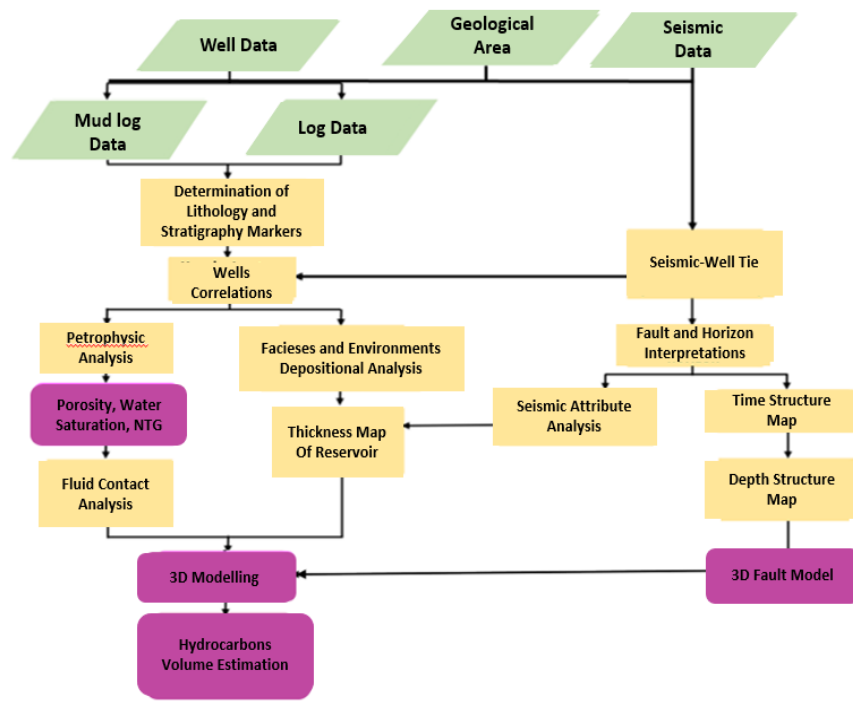 Well Data
Geological
Area
Seismic
Data
Mud log
Data
Log Data
Determination of
Lithology and
Stratigraphy Markers
Wells
Correlations
Seismic-Well Tie
Petrophysic
Analysis
Facieses and Environments
Depositional Analysis
Fault and Horizon
Interpretations
Porosity, Water
Saturation, NTG
Thickness Map
Of Reservoir
Seismic Attribute
Analysis
Time Structure
Map
Fluid Contact
Analysis
Depth Structure
Map
3D Modelling
3D Fault Model
Hydrocarbons
Volume Estimation